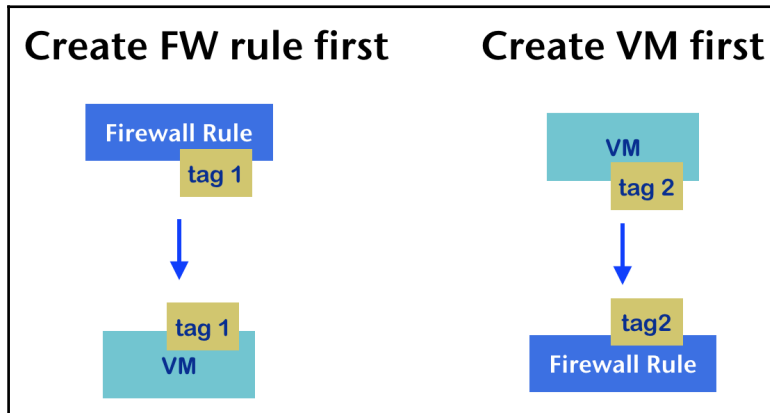 Create FW rule first
Firewall Rule
tag 1
tag 1
VM
Create VM first
VM
tag 2
tag2
Firewall Rule